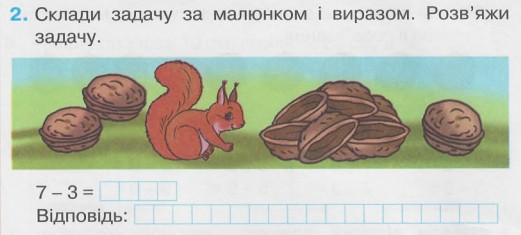 2. Склади задачу за малюнком і виразом. Розв'яжи
задачу.
7 – 3 =
Відповідь: